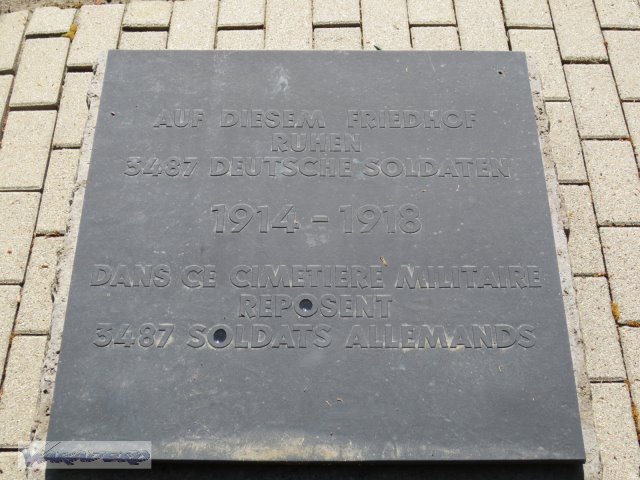 AUF DIESEM FRIEDHOF
RUHEN
3487 DEUTSCHE SOLDATEN
1914 - 1918
DANS CE CIMETIERE MILITAIRE
REPOSENT
3487 SOLDATS ALLEMANDS